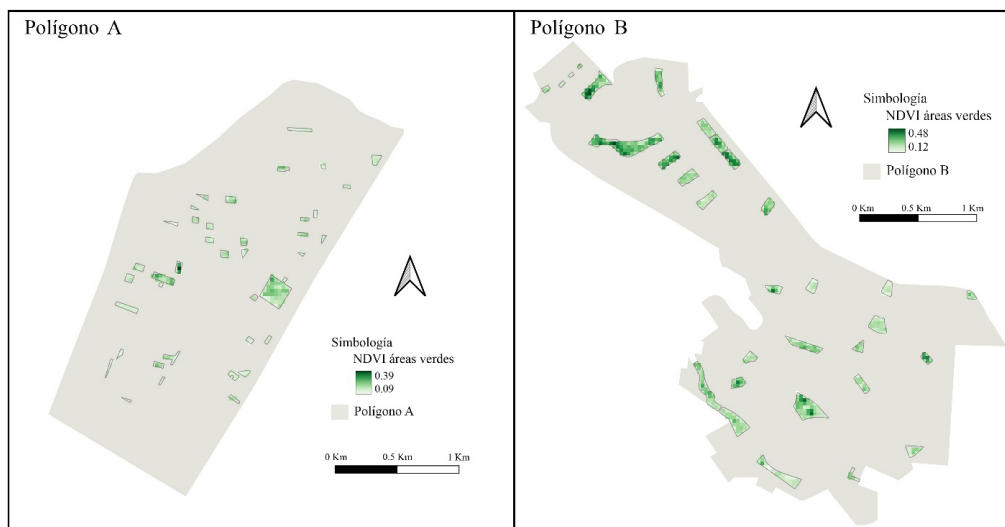 Polígono A
Simbología
NDVI áreas verdes
0.39
0.09
Polígono A
0 Km 0.5 Km 1 Km
Polígono B
Simbología
NDVI áreas verdes
0.48
0.12
Polígono B
0 Km 0.5 Km 1 Km